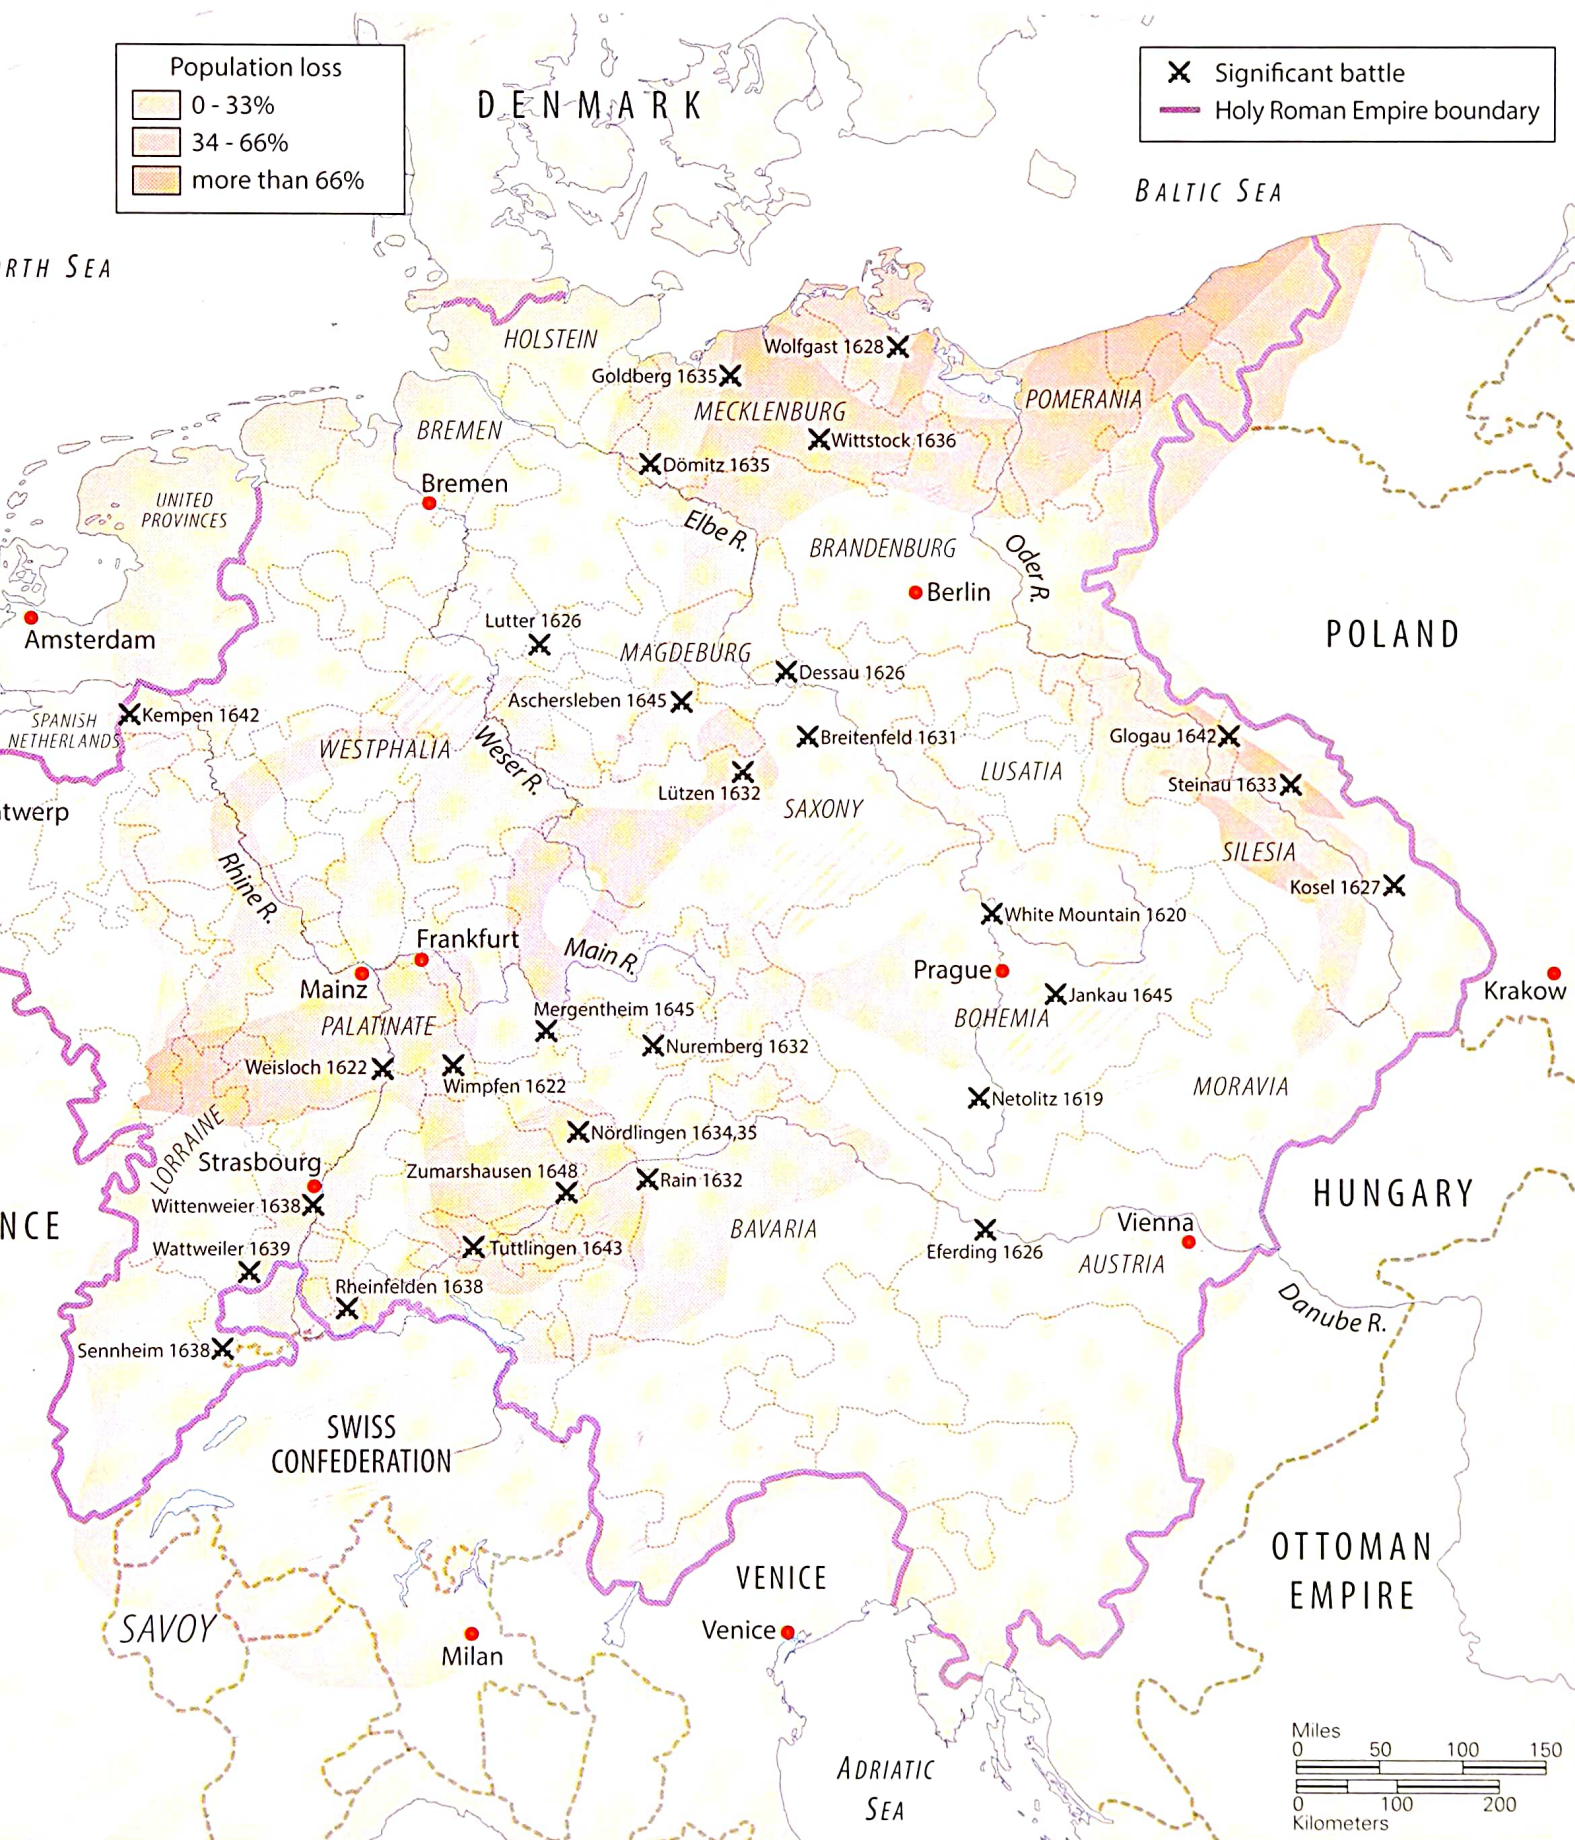 Population loss
0 - 33%
34 - 66%
more than 66%
Significant battle
Holy Roman Empire boundary
DENMARK
BALTIC SEA
RTH SEA
HOLSTEIN
Wolfgast 1628
Goldberg 1635
MECKLENBURG
POMERANIA
BREMEN
Wittstock 1636
Dömitz 1635
Bremen
UNITED
PROVINCES
Elbe R.
BRANDENBURG
Oder R.
Berlin
Amsterdam
Lutter 1626
MAGDEBURG
POLAND
Dessau 1626
Aschersleben 1645
SPANISH
NETHERLANDS
Kempen 1642
WESTPHALIA
Weser R.
Breitenfeld 1631
Glogau 1642
LUSATIA
Steinau 1633
Lützen 1632
SAXONY
twerp
SILESIA
Rhine R.
Kosel 1627
White Mountain 1620
Frankfurt
Main R.
Prague
Mainz
Krakow
Jankau 1645
Mergentheim 1645
PALATINATE
BOHEMIA
Nuremberg 1632
Weisloch 1622
Wimpfen 1622
MORAVIA
Netolitz 1619
LORRAINE
Nördlingen 1634,35
Strasbourg
Zumarshausen 1648
Rain 1632
HUNGARY
Wittenweier 1638
NCE
BAVARIA
Vienna
Wattweiler 1639
Tuttlingen 1643
Eferding 1626
AUSTRIA
Rheinfelden 1638
Danube R.
Sennheim 1638
SWISS
CONFEDERATION
OTTOMAN
EMPIRE
VENICE
SAVOY
Venice
Milan
ADRIATIC
SEA
Miles
0 50 100 150
0 100 200
Kilometers